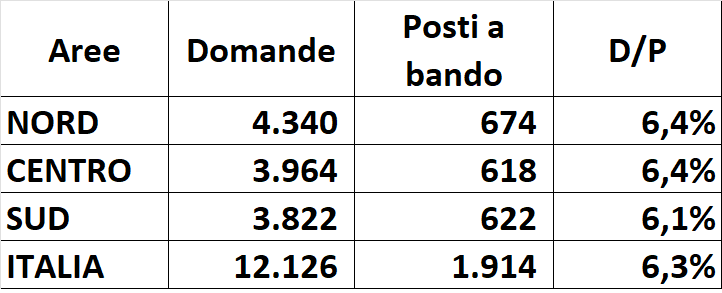 Aree Domande Posti a bando D/P
NORD 4.340 674 6,4%
CENTRO 3.964 618 6,4%
SUD 3.822 622 6,1%
ITALIA 12.126 1.914 6,3%